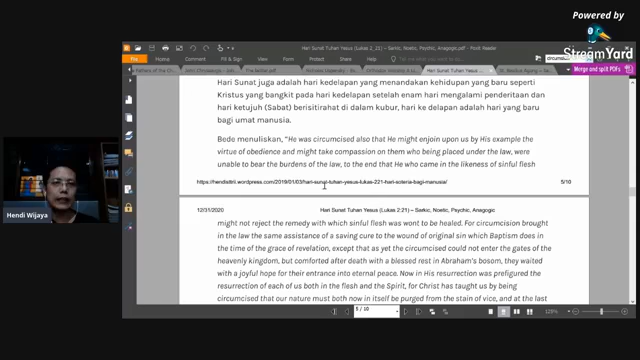 Powered by
StreamYard
Hari Sunat Tuhan Yesus (Lukas 2_21) – Sarkic, Noetic, Psychic, Anagogic.pdf - Foxit Reader
File
Hari Sunat Tuhan Yesus
Merge and split PDFs
Hari Sunat juga adalah hari kedelapan yang menandakan kehidupan yang baru seperti
Kristus yang bangkit pada hari kedelapan setelah enam hari mengalami penderitaan dan
hari ketujuh (Sabat) berisitirahat di dalam kubur, hari ke delapan adalah hari yang baru
bagi umat manusia.
Bede menuliskan, “He was circumcised also that He might enjoin upon us by His example the
virtue of obedience and might take compassion on them who being placed under the law, were
unable to bear the burdens of the law, to the end that He who came in the likeness of sinful flesh
https://hendisttrii.wordpress.com/2019/01/03/hari-sunat-tuhan-yesus-lukas-221-hari-soteria-bagi-manusia/
5/10
12/31/2020
Hari Sunat Tuhan Yesus (Lukas 2:21) – Sarkic, Noetic, Psychic, Anagogic
might not reject the remedy with which sinful flesh was wont to be healed. For circumcision brought
in the law the same assistance of a saving cure to the wound of original sin which Baptism does in
the time of the grace of revelation, except that as yet the circumcised could not enter the gates of the
heavenly kingdom, but comforted after death with a blessed rest in Abraham's bosom, they waited
with a joyful hope for their entrance into eternal peace. Now in His resurrection was prefigured the
resurrection of each of us both in the flesh and the Spirit, for Christ has taught us by being
circumcised that our nature must both now in itself be purged from the stain of vice, and at the last
5 / 10
125%
Hendi Wijaya